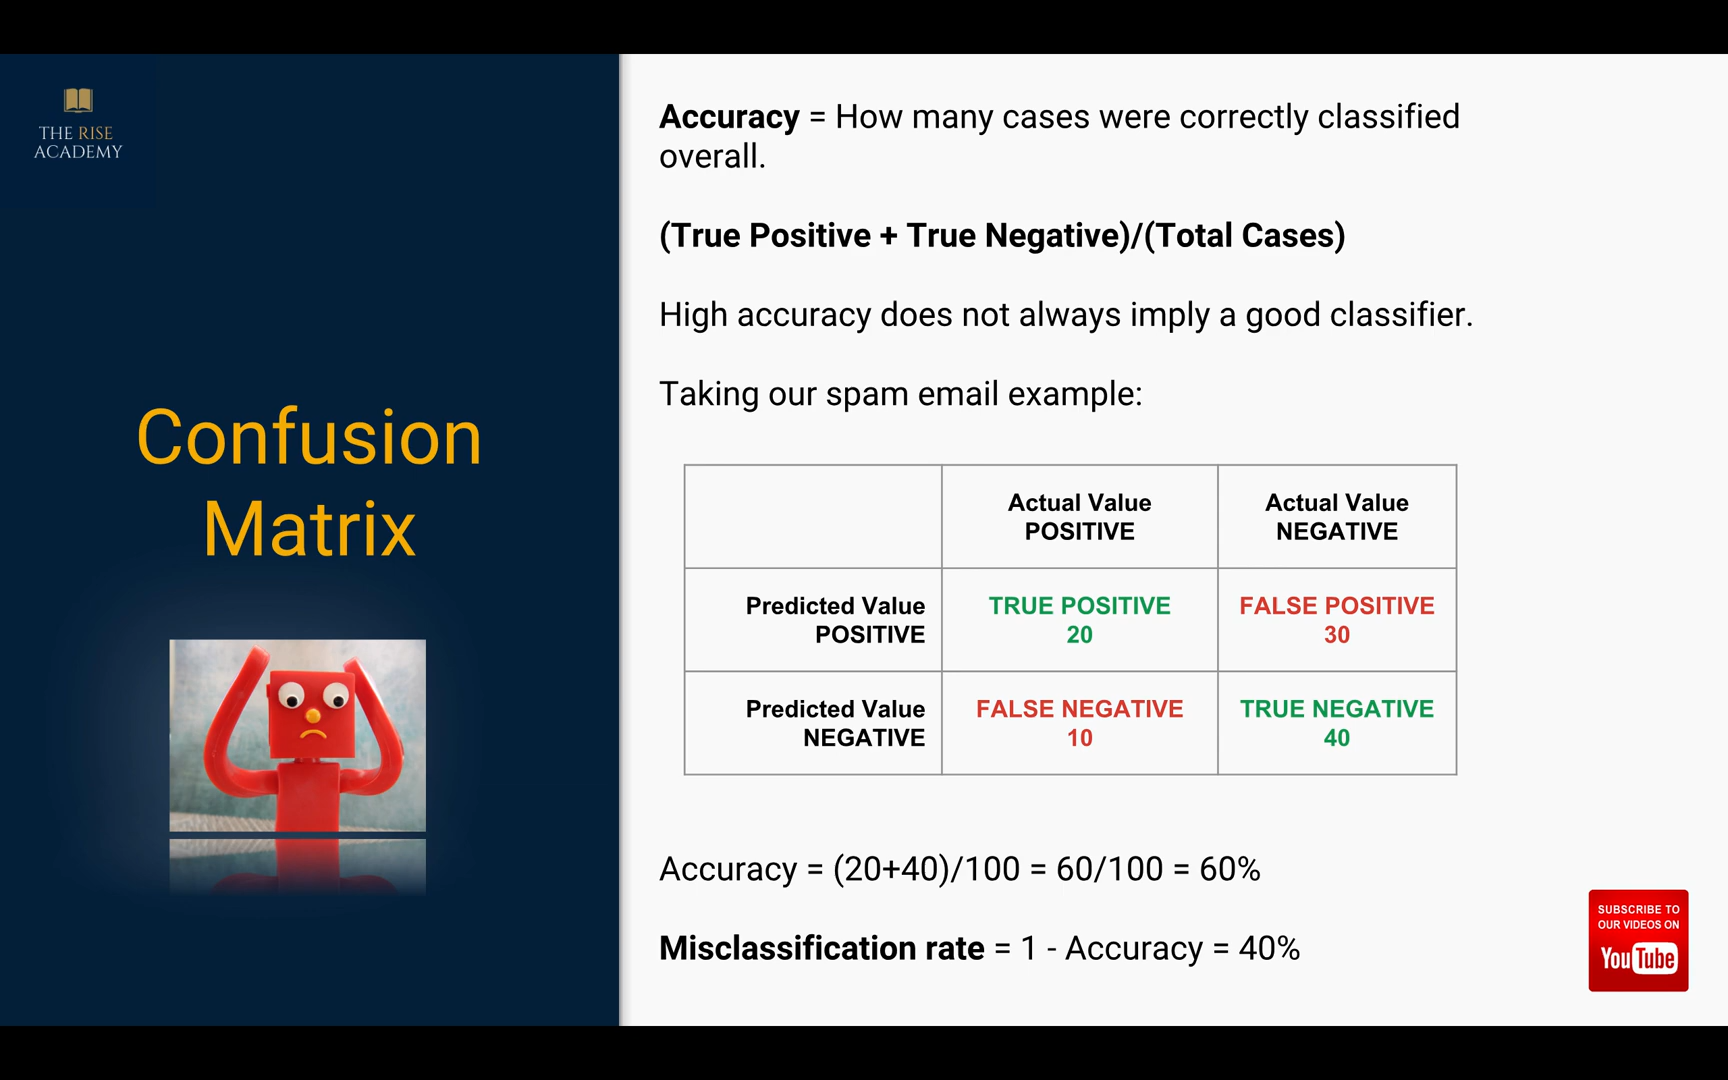 THE RISE
ACADEMY
Confusion
Matrix
Accuracy = How many cases were correctly classified
overall.
(True Positive + True Negative)/(Total Cases)
High accuracy does not always imply a good classifier.
Taking our spam email example:
Actual Value
POSITIVE
Actual Value
NEGATIVE
Predicted Value
POSITIVE
TRUE POSITIVE
20
FALSE POSITIVE
30
Predicted Value
NEGATIVE
FALSE NEGATIVE
10
TRUE NEGATIVE
40
Accuracy = (20+40)/100 = 60/100 = 60%
Misclassification rate = 1 - Accuracy = 40%
SUBSCRIBE TO
OUR VIDEOS ON
YouTube